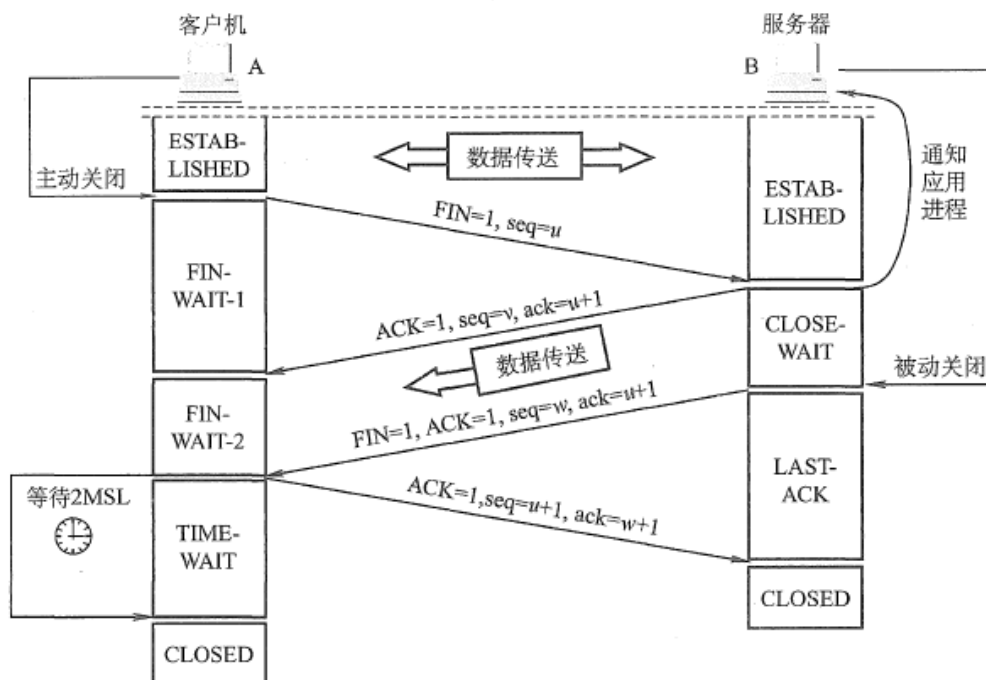 客户机
服务器
A
B
ESTAB-
LISHED
数据传送
ESTAB-
LISHED
通知
应用
进程
主动关闭
FIN=1, seq=u
FIN-
WAIT-1
ACK=1, seq=v, ack=u+1
CLOSE-
WAIT
数据传送
被动关闭
FIN-
WAIT-2
FIN=1, ACK=1, seq=w, ack=u+1
LAST-
ACK
等待2MSL
ACK=1,seq=u+1, ack=w+1
TIME-
WAIT
CLOSED
CLOSED